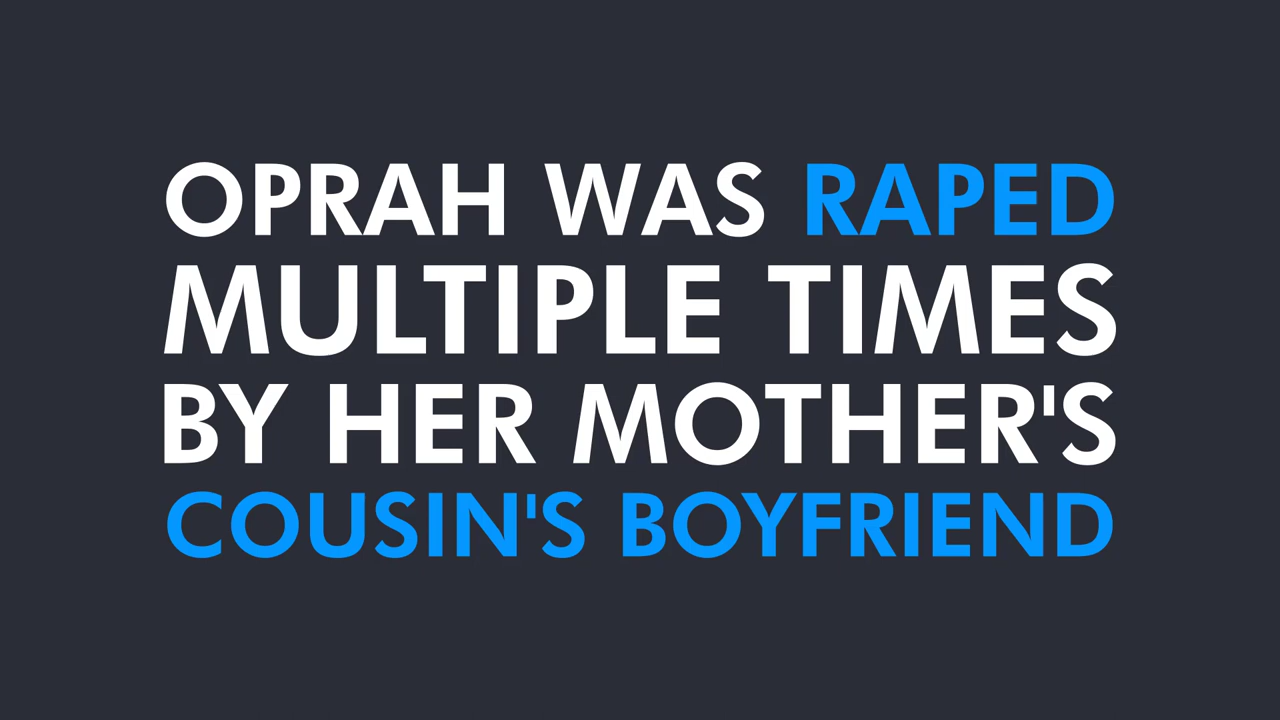 OPRAH WAS RAPED
MULTIPLE TIMES
BY HER MOTHER'S
COUSIN'S BOYFRIEND